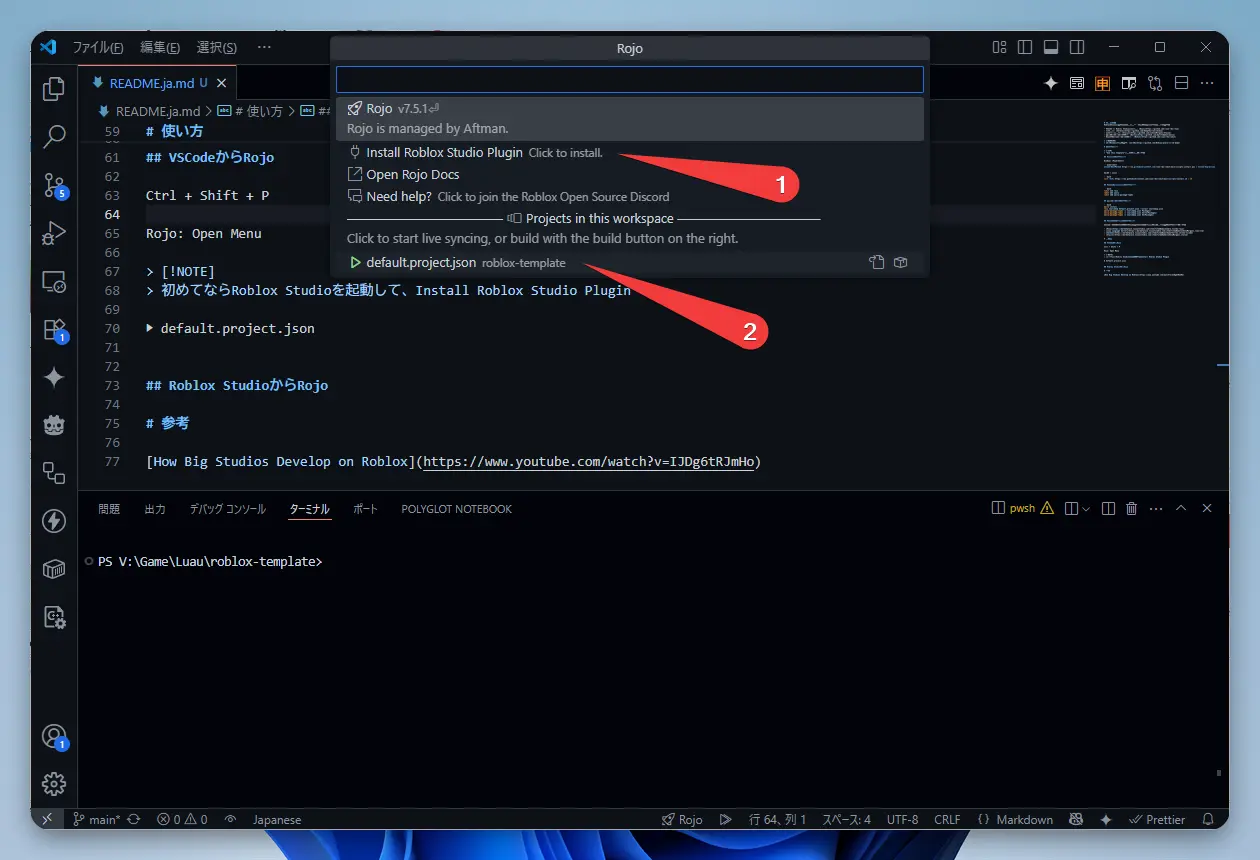 ファイル(F) 編集(E) 選択(S) ···
Rojo
README.ja.md U
README.ja.md > # 使い方 > ##
Rojo v7.5.1
Rojo is managed by Aftman.
Install Roblox Studio Plugin Click to install.
1
Open Rojo Docs
Need help? Click to join the Roblox Open Source Discord
Projects in this workspace
Click to start live syncing, or build with the build button on the right.
default.project.json roblox-template
2
59 # 使い方
61 ## VSCodeからRojo
62
63 Ctrl + Shift + P
64
65 Rojo: Open Menu
66
67 > [!NOTE]
68 > 初めてならRoblox Studioを起動して、Install Roblox Studio Plugin
69
70 default.project.json
71
72
73 ## Roblox StudioからRojo
74
75 # 参考
76
77 [How Big Studios Develop on Roblox](https://www.youtube.com/watch?v=IJDg6tRJmHo)
5
1
問題 出力 デバッグ コンソール ターミナル ポート POLYGLOT NOTEBOOK
pwsh
PS V:\Game\Luau\roblox-template>
1
main* 0 0 Japanese
Rojo 行 64、列 1 スペース: 4 UTF-8 CRLF {} Markdown Prettier